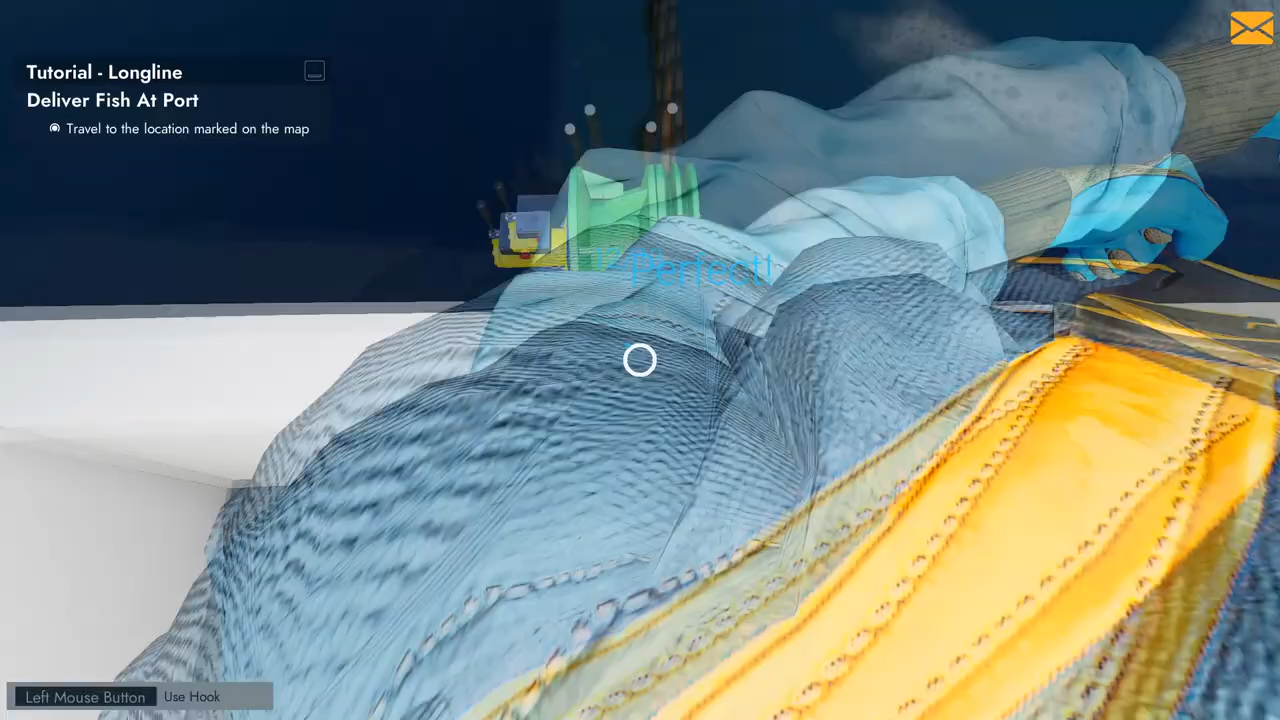 Tutorial - Longline
Deliver Fish At Port
Travel to the location marked on the map
Perfect!
Left Mouse Button Use Hook